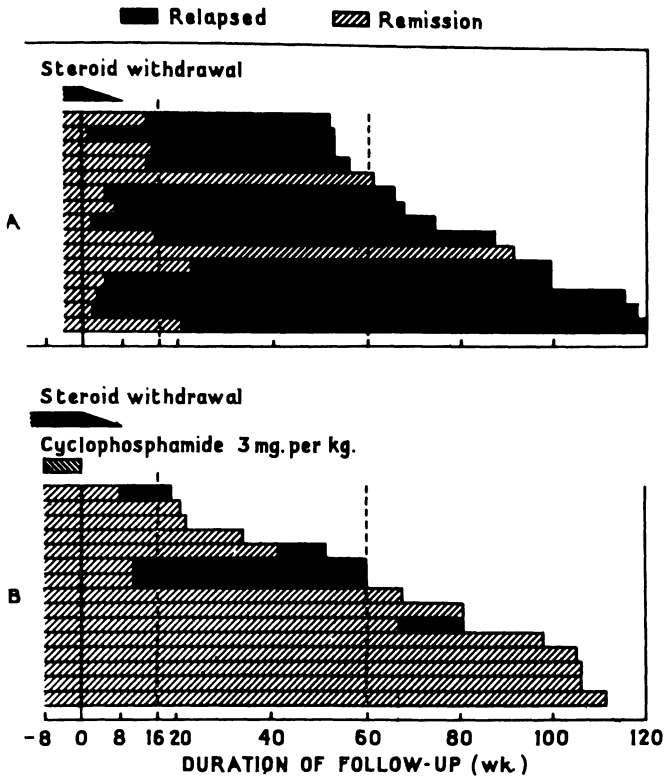 Relapsed Remission
Steroid withdrawal
A
Steroid withdrawal
Cyclophosphamide 3 mg. per kg.
B
-8 0 8 16 20 40 60 80 100 120
DURATION OF FOLLOW-UP (wk.)